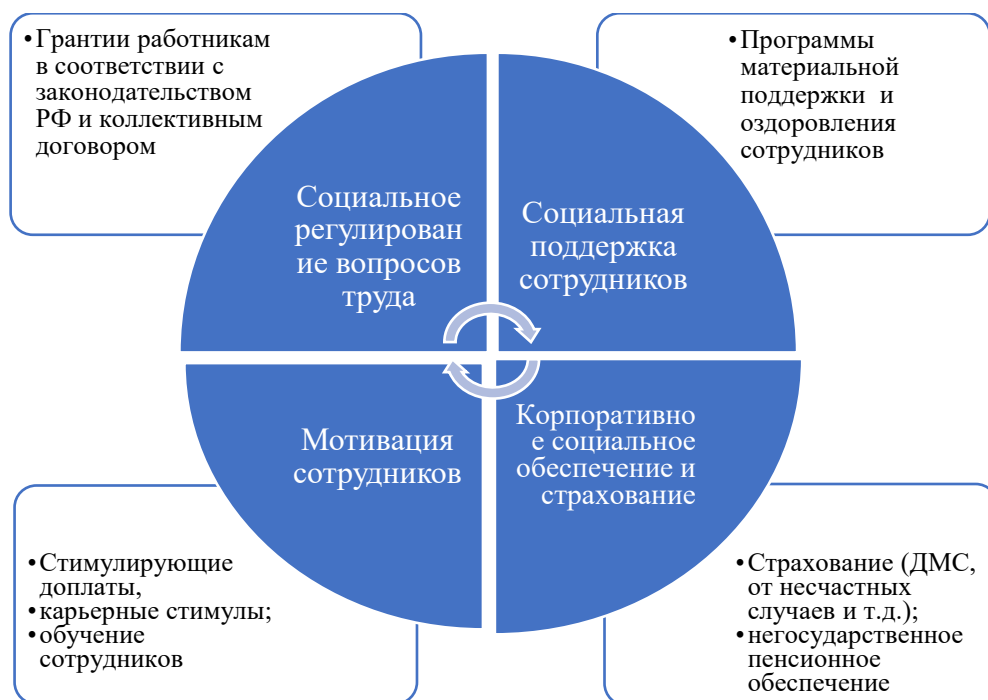 •Грантии работникам
в соответствии с
законодательством
РФ и коллективным
договором
•Программы
материальной
поддержки и
оздоровления
сотрудников
Социальное
регулирован
ие вопросов
труда
Социальная
поддержка
сотрудников
Мотивация
сотрудников
Корпоративно
е социальное
обеспечение и
страхование
•Стимулирующие
доплаты,
•карьерные стимулы;
•обучение
сотрудников
•Страхование (ДМС,
от несчастных
случаев и т.д.);
•негосударственное
пенсионное
обеспечение